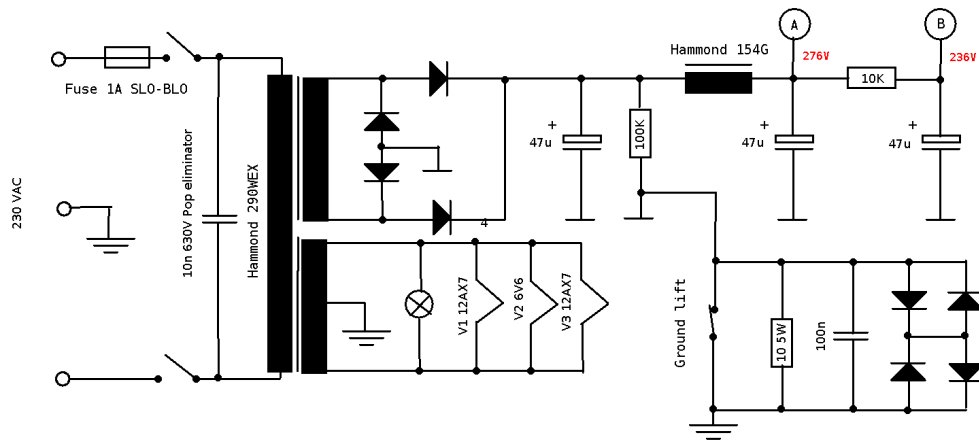 A
B
Hammond 154G
276V
236V
10K
Fuse 1A SLO-BLO
+
47u
100K
+
47u
+
47u
230 VAC
10n 630V Pop eliminator
Hammond 290WEX
4
V1 12AX7
V2 6V6
V3 12AX7
Ground lift
10 5W
100n